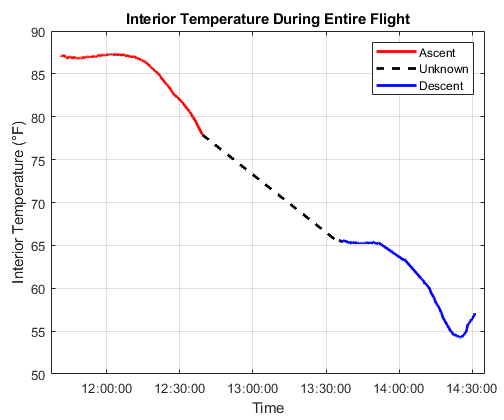 Interior Temperature During Entire Flight
90
85
80
75
70
65
60
55
50
Interior Temperature (°F)
Ascent
Unknown
Descent
12:00:00 12:30:00 13:00:00 13:30:00 14:00:00 14:30:00
Time